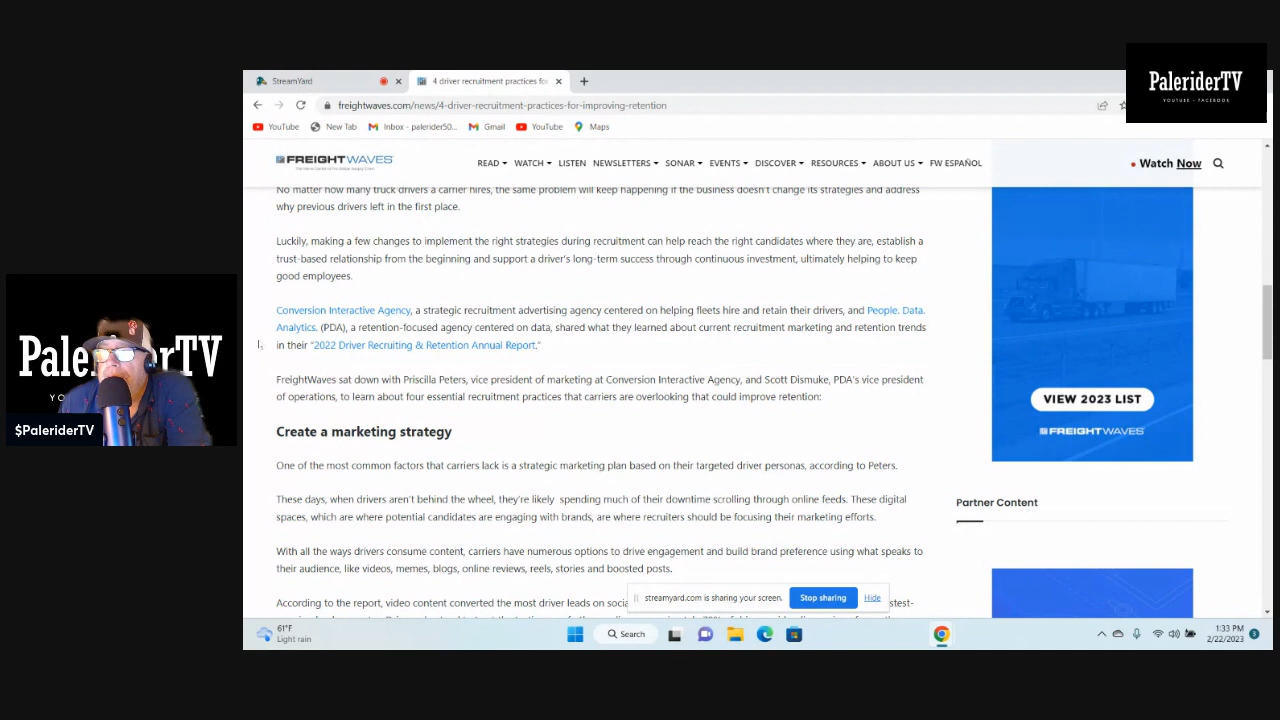 PaleriderTV
YOUTUBE - FACEBOOK
StreamYard
4 driver recruitment practices fo
freightwaves.com/news/4-driver-recruitment-practices-for-improving-retention
YouTube
New Tab
Inbox - palerider50...
Gmail
YouTube
Maps
FREIGHTWAVES
READ
WATCH
LISTEN
NEWSLETTERS
SONAR
EVENTS
DISCOVER
RESOURCES
ABOUT US
FW ESPAÑOL
Watch Now
No matter how many truck drivers a carrier hires, the same problem will keep happening if the business doesn't change its strategies and address
why previous drivers left in the first place.
Luckily, making a few changes to implement the right strategies during recruitment can help reach the right candidates where they are, establish a
trust-based relationship from the beginning and support a driver's long-term success through continuous investment, ultimately helping to keep
good employees.
Conversion Interactive Agency, a strategic recruitment advertising agency centered on helping fleets hire and retain their drivers, and People. Data.
Analytics. (PDA), a retention-focused agency centered on data, shared what they learned about current recruitment marketing and retention trends
in their “2022 Driver Recruiting & Retention Annual Report.”
FreightWaves sat down with Priscilla Peters, vice president of marketing at Conversion Interactive Agency, and Scott Dismuke, PDA's vice president
of operations, to learn about four essential recruitment practices that carriers are overlooking that could improve retention:
Create a marketing strategy
One of the most common factors that carriers lack is a strategic marketing plan based on their targeted driver personas, according to Peters.
These days, when drivers aren't behind the wheel, they're likely spending much of their downtime scrolling through online feeds. These digital
spaces, which are where potential candidates are engaging with brands, are where recruiters should be focusing their marketing efforts.
With all the ways drivers consume content, carriers have numerous options to drive engagement and build brand preference using what speaks to
their audience, like videos, memes, blogs, online reviews, reels, stories and boosted posts.
According to the report, video content converted the most driver leads on socia
VIEW 2023 LIST
FREIGHTWAVES
Partner Content
streamyard.com is sharing your screen.
Stop sharing
Hide
$PaleriderTV
61°F
Light rain
Search
1:33 PM
2/22/2023